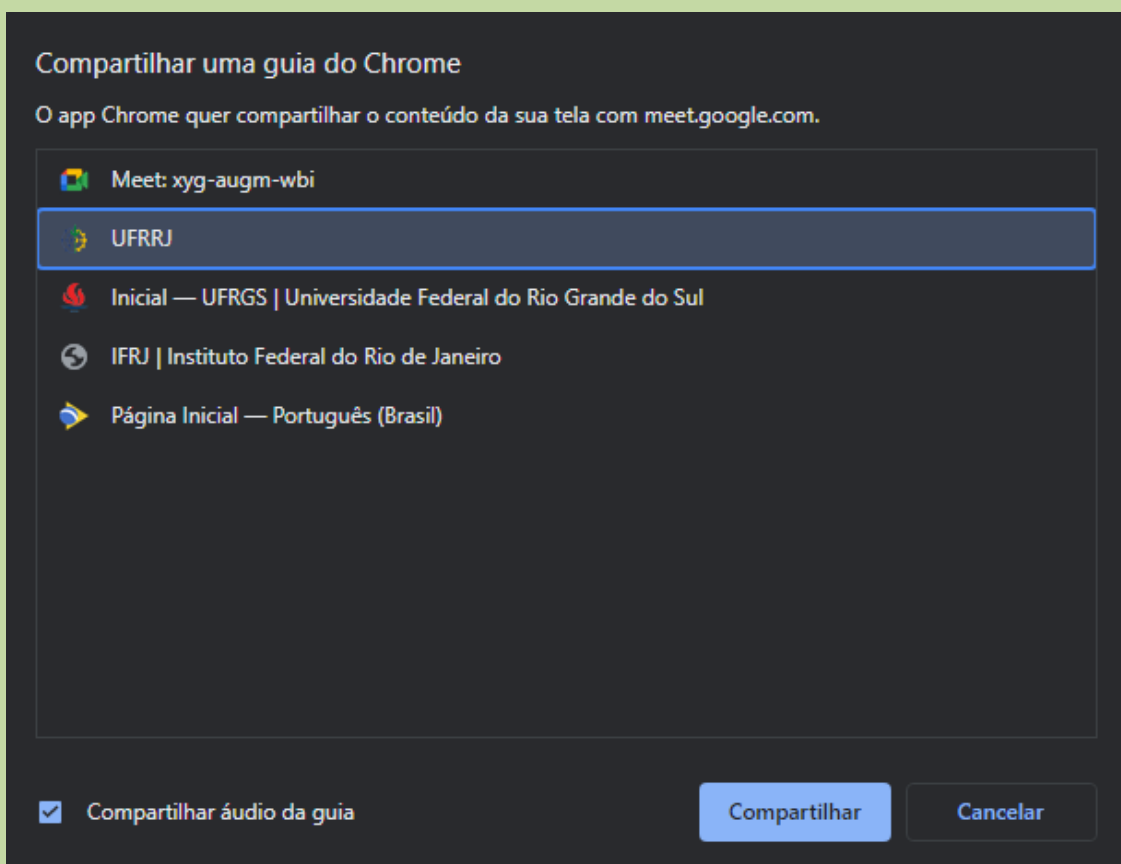 Compartilhar uma guia do Chrome
O app Chrome quer compartilhar o conteúdo da sua tela com meet.google.com.
Meet: xyg-augm-wbi
UFRRJ
Inicial — UFRGS | Universidade Federal do Rio Grande do Sul
IFRJ | Instituto Federal do Rio de Janeiro
Página Inicial — Português (Brasil)
Compartilhar áudio da guia
Compartilhar
Cancelar